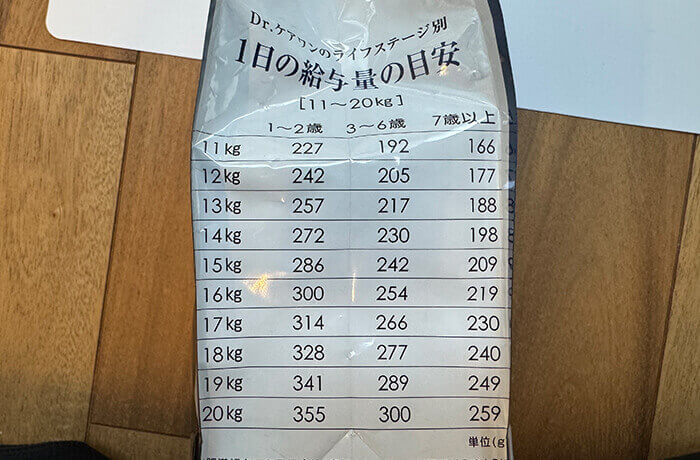 Dr.ケアワンのライフステージ別
1日の給与量の目安
[11～20kg]
1～2歳 3～6歳 7歳以上
11kg 227 192 166
12kg 242 205 177
13kg 257 217 188
14kg 272 230 198
15kg 286 242 209
16kg 300 254 219
17kg 314 266 230
18kg 328 277 240
19kg 341 289 249
20kg 355 300 259
単位(g